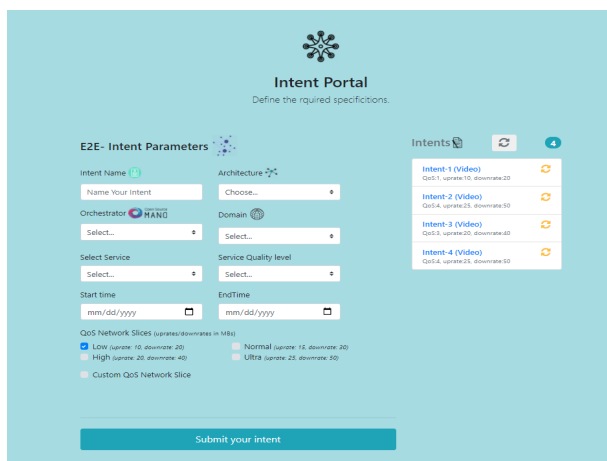 Intent Portal
Define the rquired specificitions.
E2E- Intent Parameters
Intent Name
Architecture
Name Your Intent
Choose...
Orchestrator
MANO
Domain
Select...
Select...
Select Service
Service Quality level
Select...
Select...
Start time
EndTime
mm/dd/yyyy
mm/dd/yyyy
QoS Network Slices (uprates/downrates in MBs)
Low (uprate: 10, downrate: 20)
Normal (uprate: 15, downrate: 30)
High (uprate: 20, downrate: 40)
Ultra (uprate: 25, downrate: 50)
Custom QoS Network Slice
Submit your intent
Intents
4
Intent-1 (Video)
QoS:1, uprate:10, downrate:20
Intent-2 (Video)
QoS:4, uprate:25, downrate:50
Intent-3 (Video)
QoS:3, uprate:20, downrate:40
Intent-4 (Video)
QoS:4, uprate:25, downrate:50